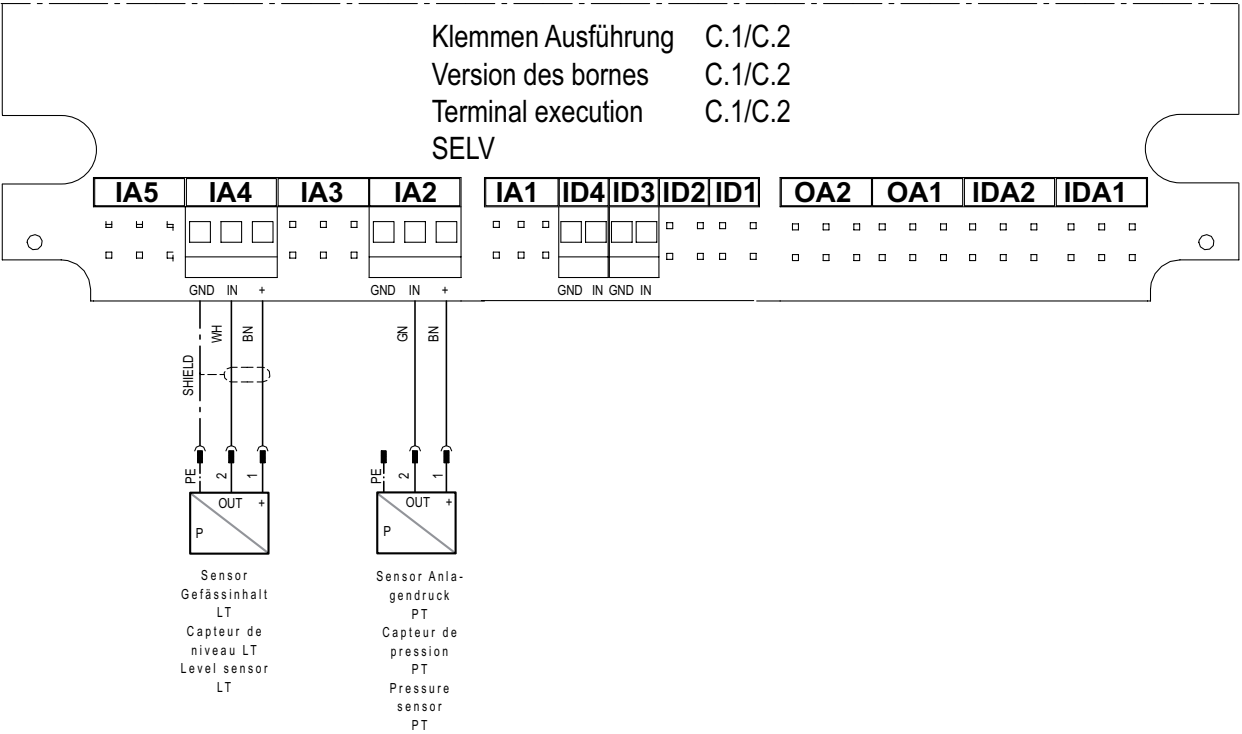 Klemmen Ausführung C.1/C.2
Version des bornes C.1/C.2
Terminal execution C.1/C.2
SELV
IA5 IA4 IA3 IA2 IA1 ID4 ID3 ID2 ID1 OA2 OA1 IDA2 IDA1
GND IN + GND IN + GND IN GND IN
SHIELD WH BN GN BN
PE 2 1 PE 2 1
OUT + OUT +
P P
Sensor
Gefässinhalt
LT
Capteur de
niveau LT
Level sensor
LT
Sensor Anla-
gendruck
PT
Capteur de
pression
PT
Pressure
sensor
PT